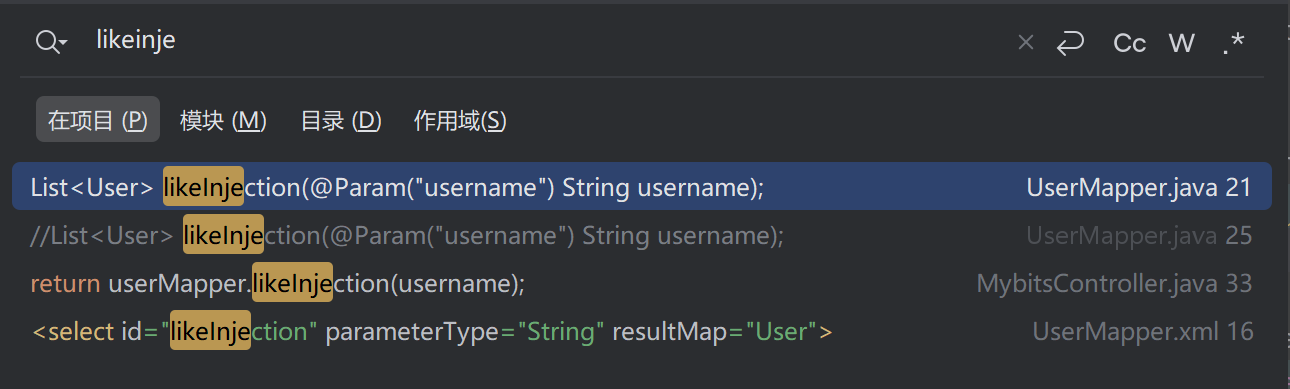 likeinje
Cc W .*
在项目 (P) 模块 (M) 目录 (D) 作用域(S)
List<User> likeInjection(@Param("username") String username); UserMapper.java 21
//List<User> likeInjection(@Param("username") String username); UserMapper.java 25
return userMapper.likeInjection(username); MybitsController.java 33
<select id="likeInjection" parameterType="String" resultMap="User"> UserMapper.xml 16